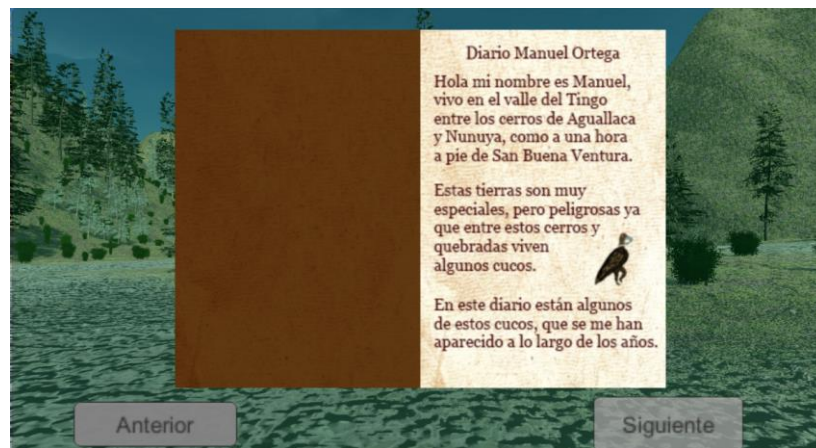 Diario Manuel Ortega
Hola mi nombre es Manuel,
vivo en el valle del Tingo
entre los cerros de Aguallaca
y Nunuya, como a una hora
a pie de San Buena Ventura.
Estas tierras son muy
especiales, pero peligrosas ya
que entre estos cerros y
quebradas viven
algunos cucos.
En este diario están algunos
de estos cucos, que se me han
aparecido a lo largo de los años.
Anterior
Siguiente